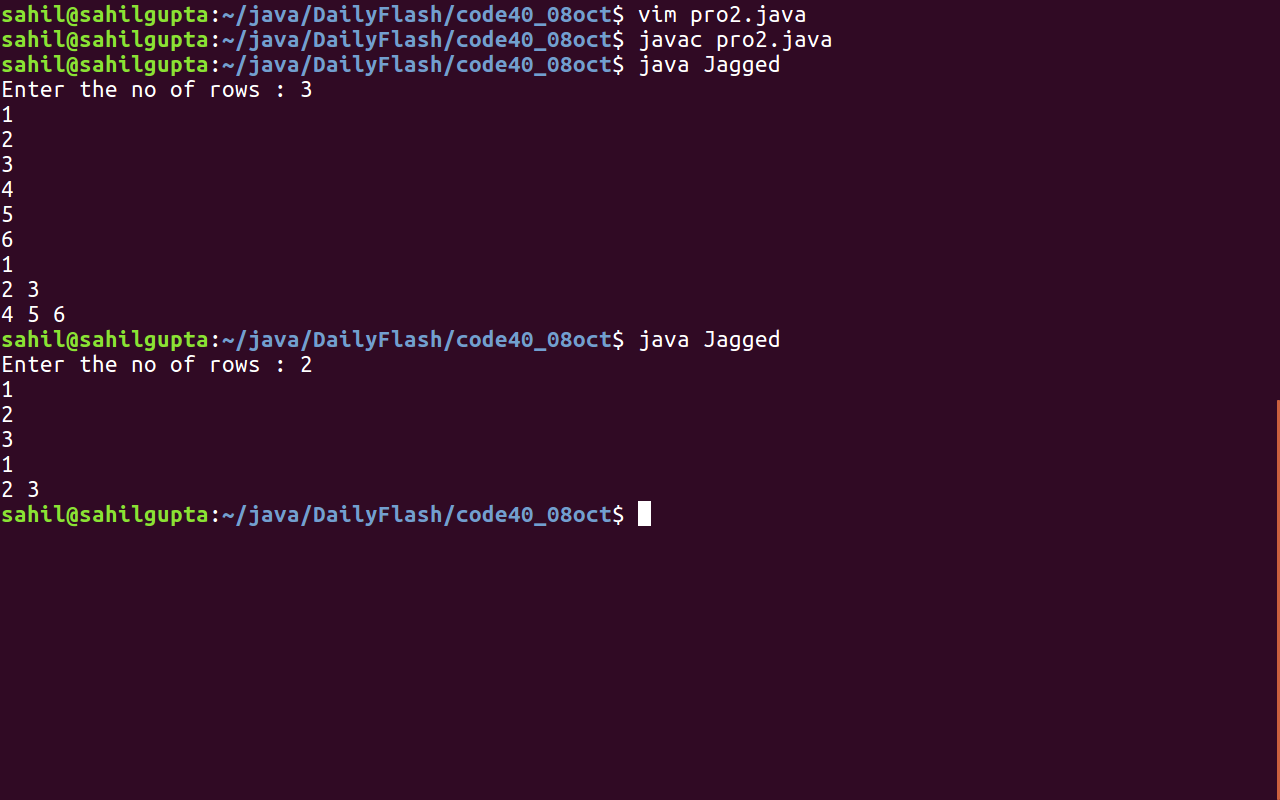 sahil@sahilgupta:~/java/DailyFlash/code40_08oct$ vim pro2.java
sahil@sahilgupta:~/java/DailyFlash/code40_08oct$ javac pro2.java
sahil@sahilgupta:~/java/DailyFlash/code40_08oct$ java Jagged
Enter the no of rows : 3
1
2
3
4
5
6
1
2 3
4 5 6
sahil@sahilgupta:~/java/DailyFlash/code40_08oct$ java Jagged
Enter the no of rows : 2
1
2
3
1
2 3
sahil@sahilgupta:~/java/DailyFlash/code40_08oct$